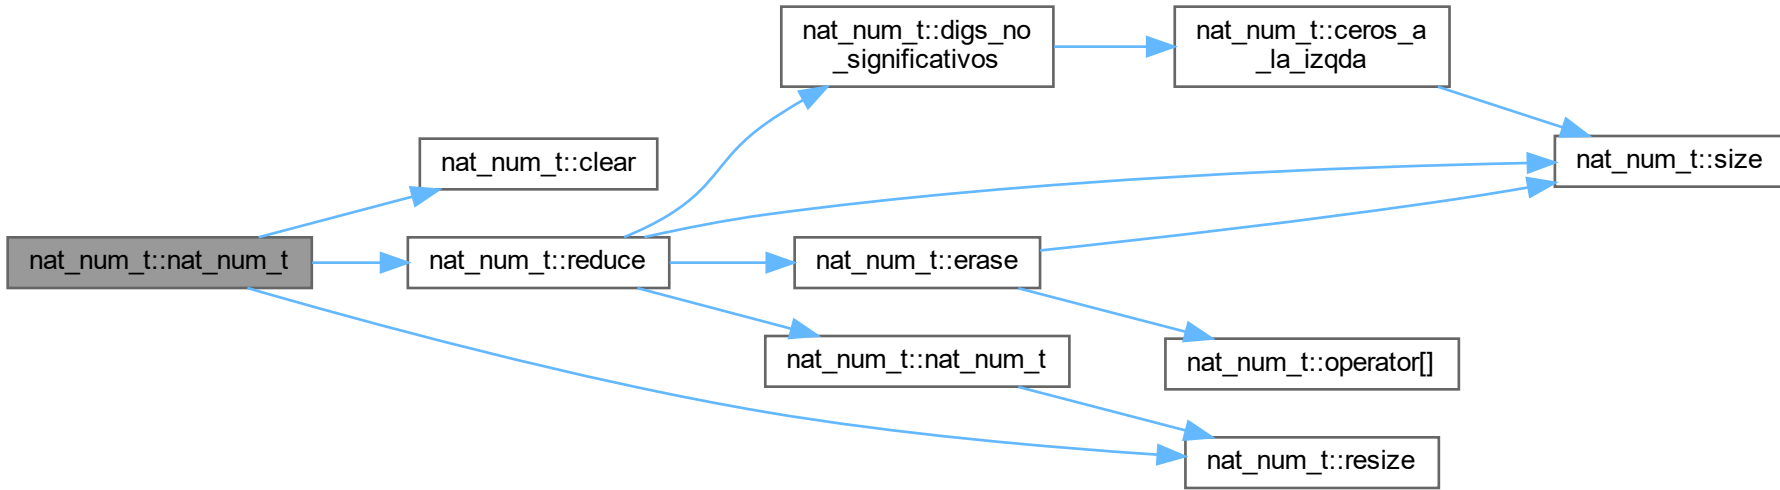 nat_num_t::nat_num_t
nat_num_t::clear
nat_num_t::reduce
nat_num_t::digs_no
_significativos
nat_num_t::ceros_a
_la_izqda
nat_num_t::size
nat_num_t::erase
nat_num_t::operator[]
nat_num_t::nat_num_t
nat_num_t::resize